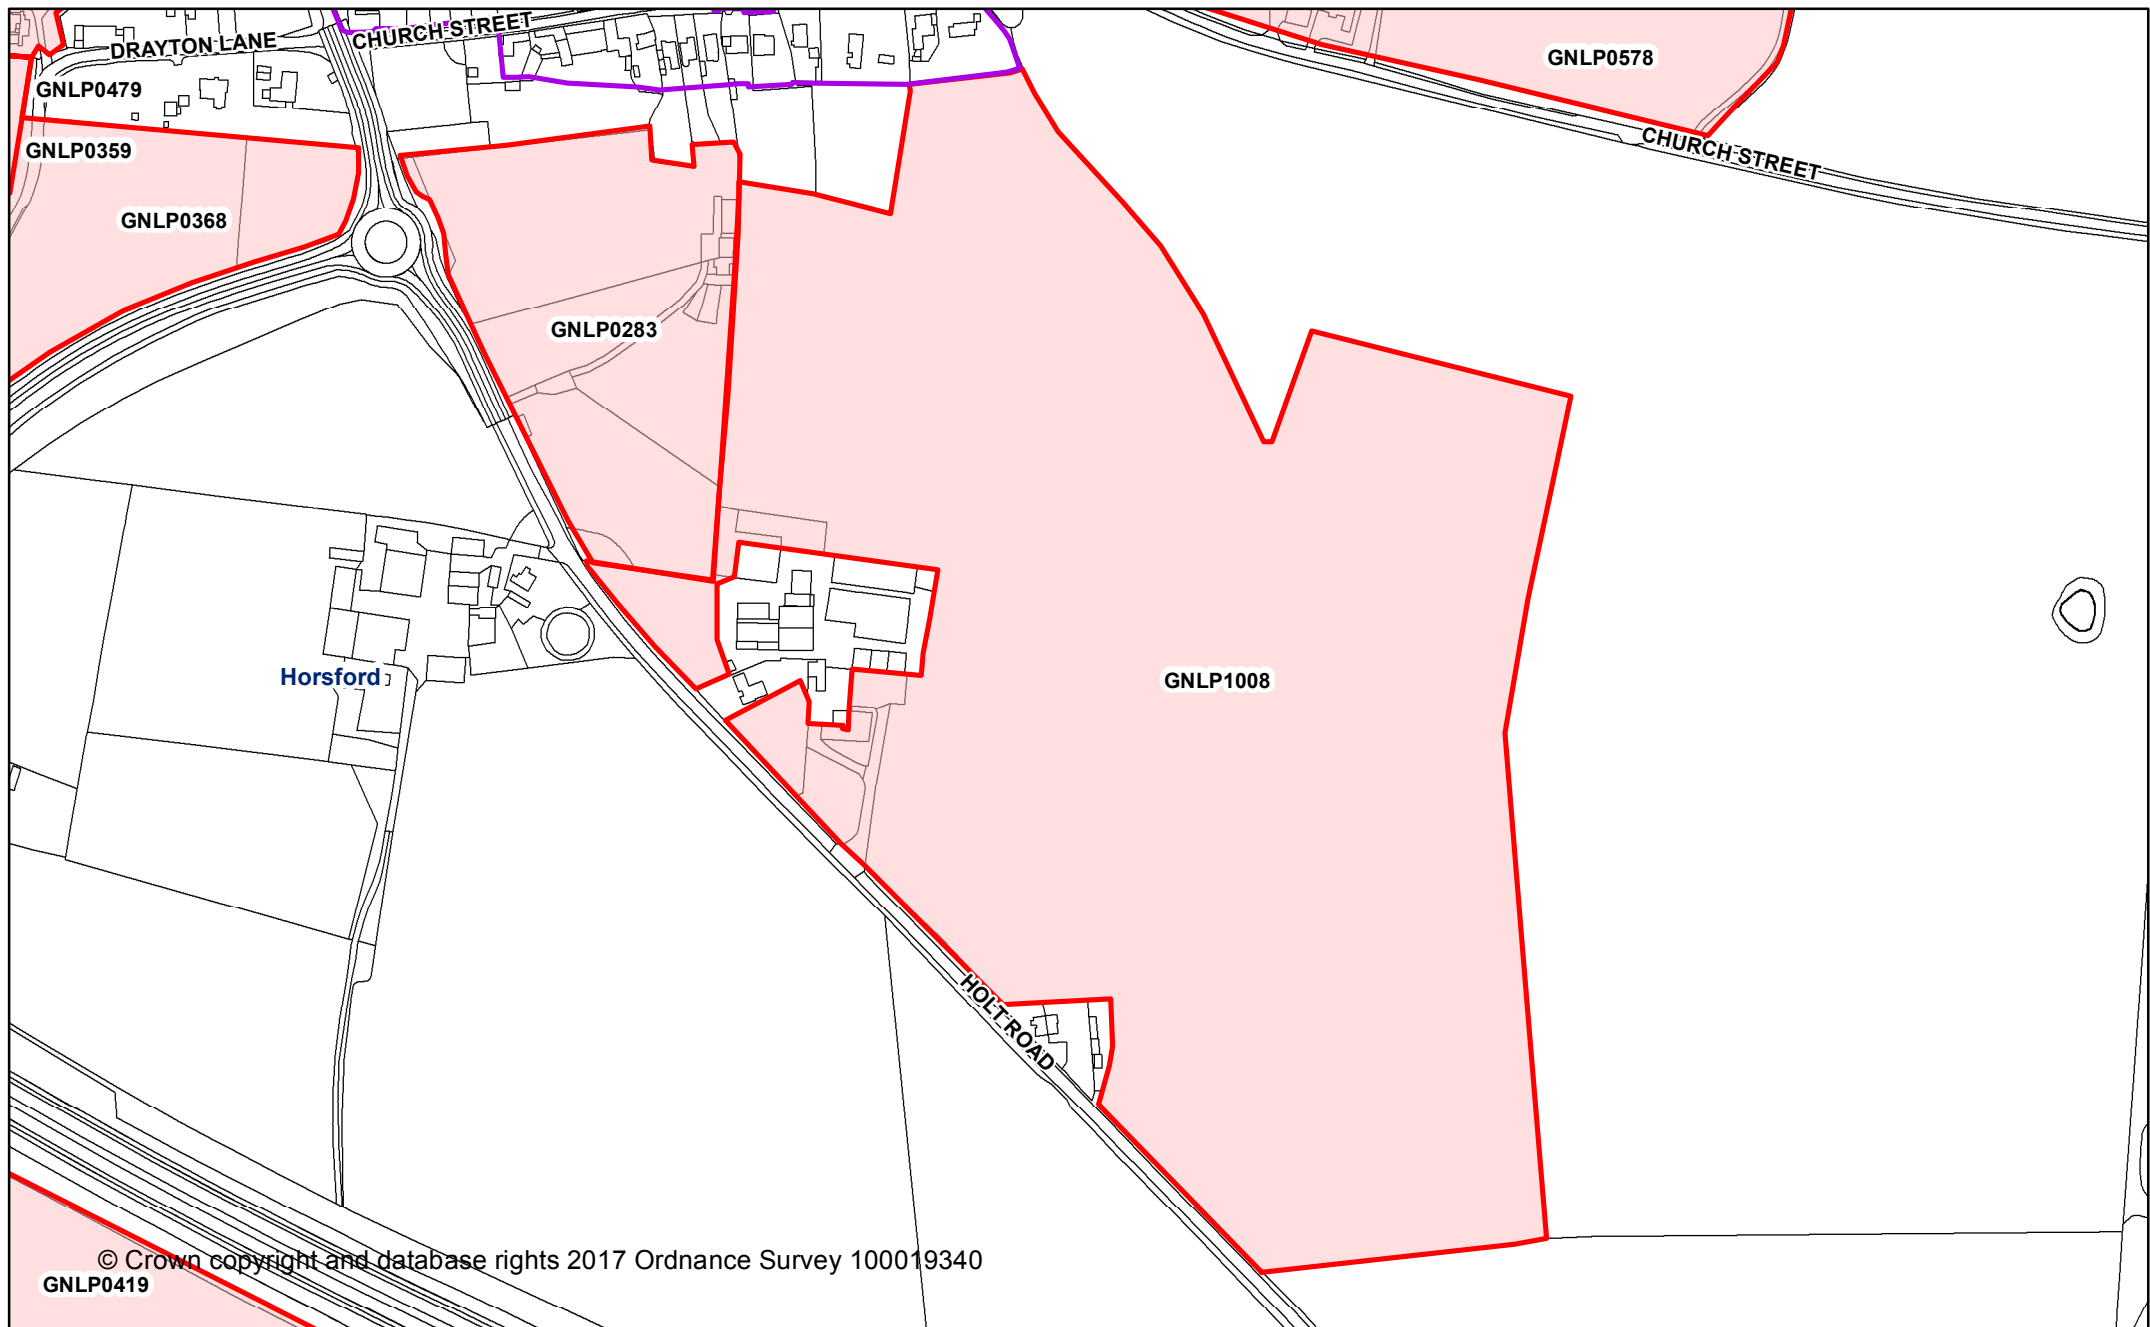 DRAYTON LANE
CHURCH STREET
GNLP0578
GNLP0479
GNLP0359
CHURCH STREET
GNLP0368
GNLP0283
Horsford
GNLP1008
HOLT ROAD
© Crown copyright and database rights 2017 Ordnance Survey 100019340
GNLP0419